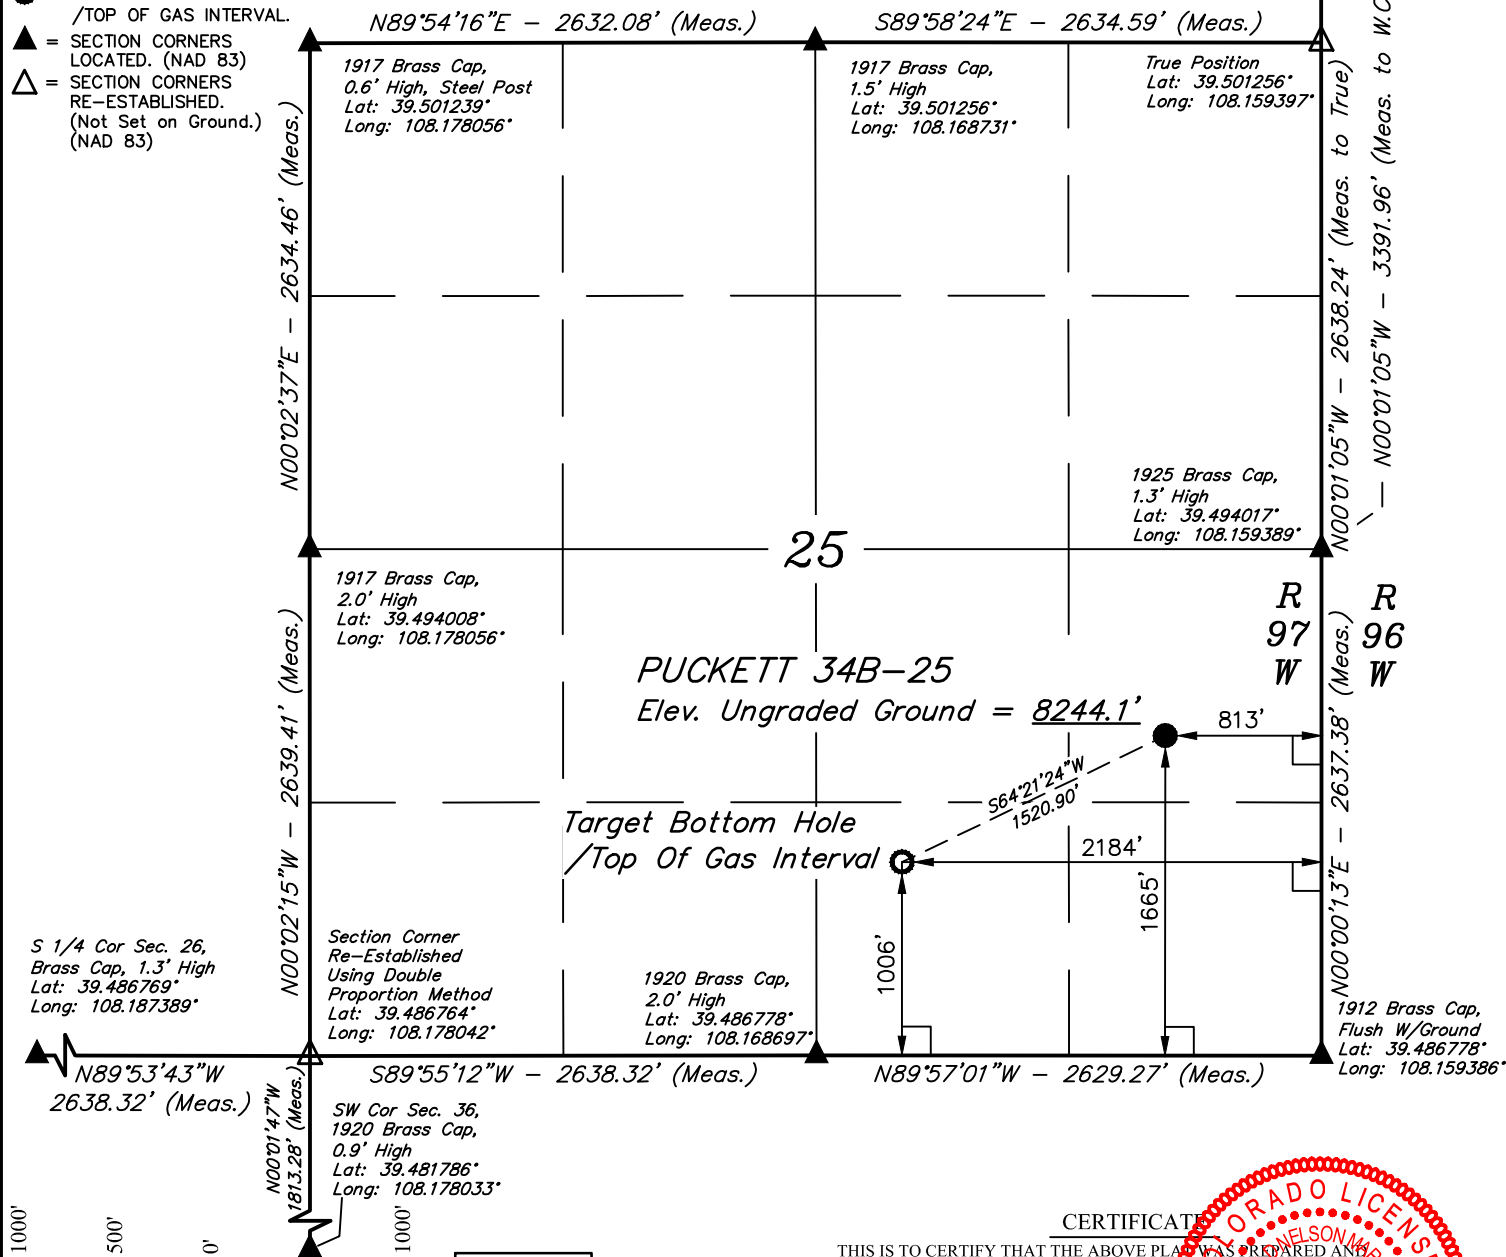 /TOP OF GAS INTERVAL.
= SECTION CORNERS
LOCATED. (NAD 83)
= SECTION CORNERS
RE-ESTABLISHED.
(Not Set on Ground.)
(NAD 83)
N89°54'16"E - 2632.08' (Meas.)
S89°58'24"E - 2634.59' (Meas.)
1917 Brass Cap,
0.6' High, Steel Post
Lat: 39.501239°
Long: 108.178056°
1917 Brass Cap,
1.5' High
Lat: 39.501256°
Long: 108.168731°
True Position
Lat: 39.501256°
Long: 108.159397°
N00°02'37"E - 2634.46' (Meas.)
N00°01'05"W - 2638.24' (Meas. to True)
N00°01'05"W - 3391.96' (Meas. to W.C
1925 Brass Cap,
1.3' High
Lat: 39.494017°
Long: 108.159389°
25
1917 Brass Cap,
2.0' High
Lat: 39.494008°
Long: 108.178056°
R
97
W
R
96
W
PUCKETT 34B-25
Elev. Ungraded Ground = 8244.1'
813'
N00°02'15"W - 2639.41' (Meas.)
N00°00'13"E - 2637.38' (Meas.)
S64°21'24"W
1520.90'
Target Bottom Hole
/Top Of Gas Interval
2184'
1006'
1665'
S 1/4 Cor Sec. 26,
Brass Cap, 1.3' High
Lat: 39.486769°
Long: 108.187389°
Section Corner
Re-Established
Using Double
Proportion Method
Lat: 39.486764°
Long: 108.178042°
1920 Brass Cap,
2.0' High
Lat: 39.486778°
Long: 108.168697°
1912 Brass Cap,
Flush W/Ground
Lat: 39.486778°
Long: 108.159386°
N89°53'43"W
2638.32' (Meas.)
S89°55'12"W - 2638.32' (Meas.)
N89°57'01"W - 2629.27' (Meas.)
N00°01'47"W
1813.28' (Meas.)
SW Cor Sec. 36,
1920 Brass Cap,
0.9' High
Lat: 39.481786°
Long: 108.178033°
1000'
500'
0'
1000'
CERTIFICATE
THIS IS TO CERTIFY THAT THE ABOVE PLAT WAS PREPARED AND
ORADO LICENS
NELSON MAR